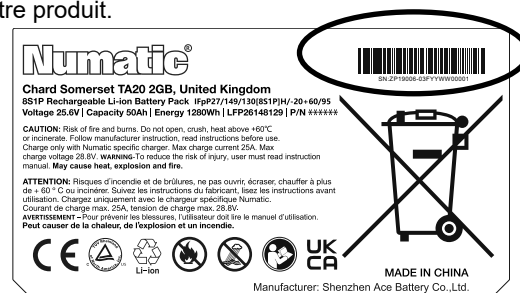 tre produit.
Numatic®
SN:ZP19006-03FYYWW00001
Chard Somerset TA20 2GB, United Kingdom
8S1P Rechargeable Li-ion Battery Pack IFpP27/149/130[8S1P]H/-20+60/95
Voltage 25.6V | Capacity 50Ah | Energy 1280Wh | LFP26148129 | P/N ******
CAUTION: Risk of fire and burns. Do not open, crush, heat above +60°C
or incinerate. Follow manufacturer instruction, read instructions before use.
Charge only with Numatic specific charger. Max charge current 25A. Max
charge voltage 28.8V. WARNING-To reduce the risk of injury, user must read instruction
manual. May cause heat, explosion and fire.
ATTENTION: Risques d'incendie et de brûlures, ne pas ouvrir, écraser, chauffer à plus
de + 60 ° C ou incinérer. Suivez les instructions du fabricant, lisez les instructions avant
utilisation. Chargez uniquement avec le chargeur spécifique Numatic.
Courant de charge max. 25A, tension de charge max. 28.8V.
AVERTISSEMENT – Pour prévenir les blessures, l'utilisateur doit lire le manuel d'utilisation.
Peut causer de la chaleur, de l'explosion et un incendie.
CE
Li-ion
UK
CA
MADE IN CHINA
Manufacturer: Shenzhen Ace Battery Co.,Ltd.